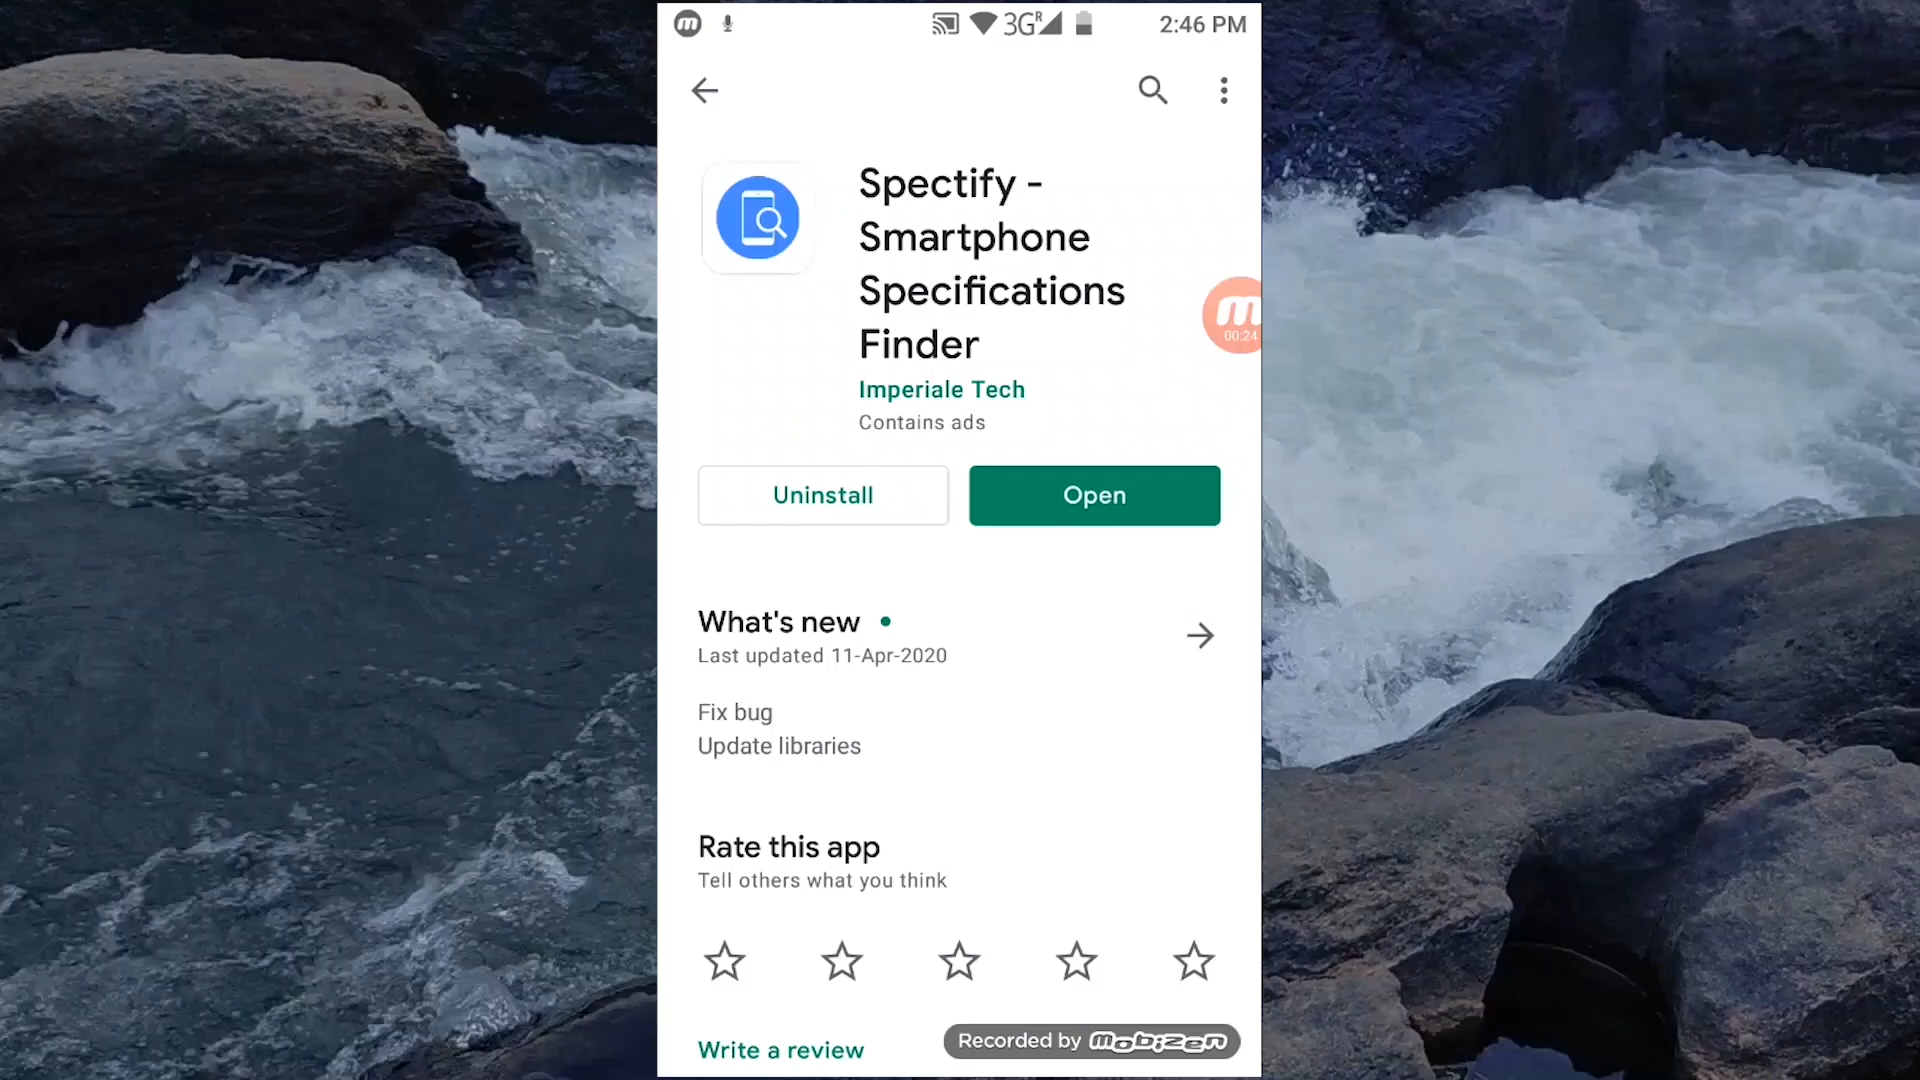 m 3G R 2:46 PM
Spectify -
Smartphone
Specifications
Finder
Imperiale Tech
Contains ads
m
00:24
Uninstall Open
What's new
Last updated 11-Apr-2020
Fix bug
Update libraries
Rate this app
Tell others what you think
Write a review
Recorded by mobizen